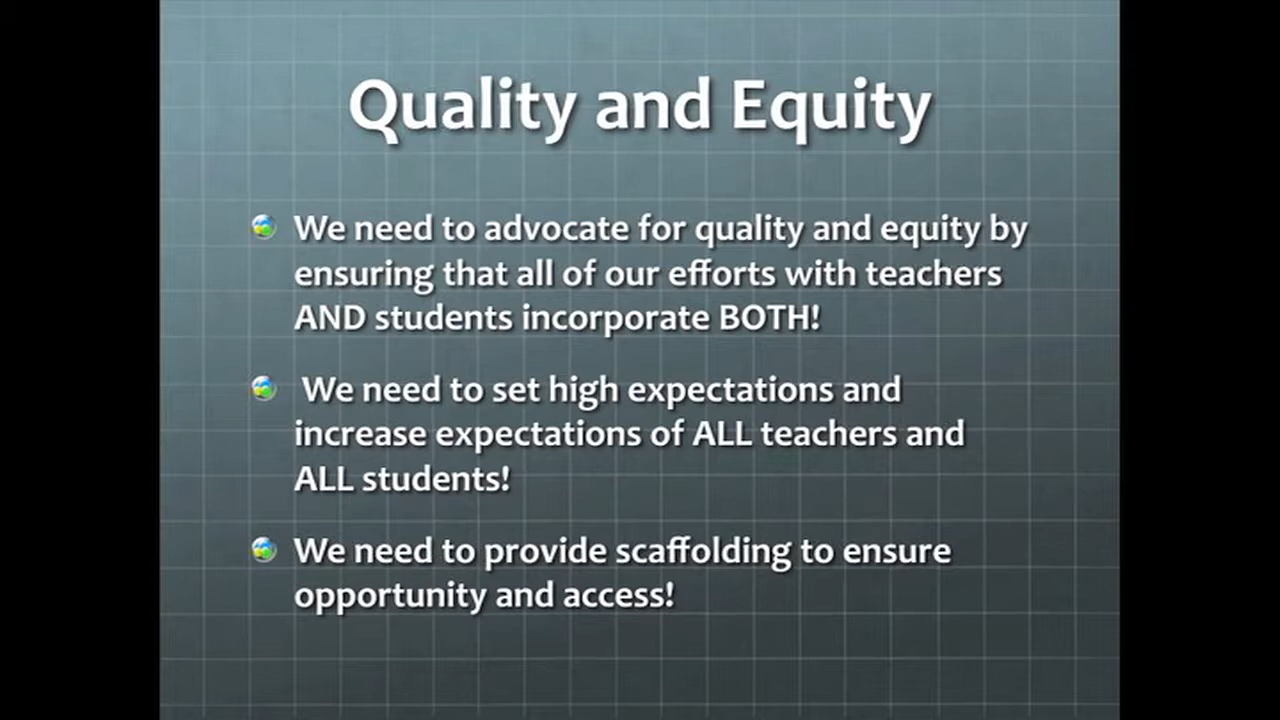 Quality and Equity
We need to advocate for quality and equity by
ensuring that all of our efforts with teachers
AND students incorporate BOTH!
We need to set high expectations and
increase expectations of ALL teachers and
ALL students!
We need to provide scaffolding to ensure
opportunity and access!